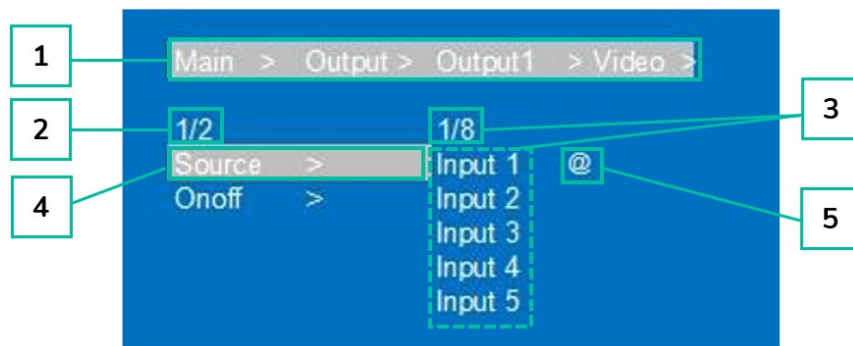 1
Main > Output > Output1 > Video >
2
1/2
1/8
3
4
Source >
Input 1 @
Onoff >
Input 2
5
Input 3
Input 4
Input 5